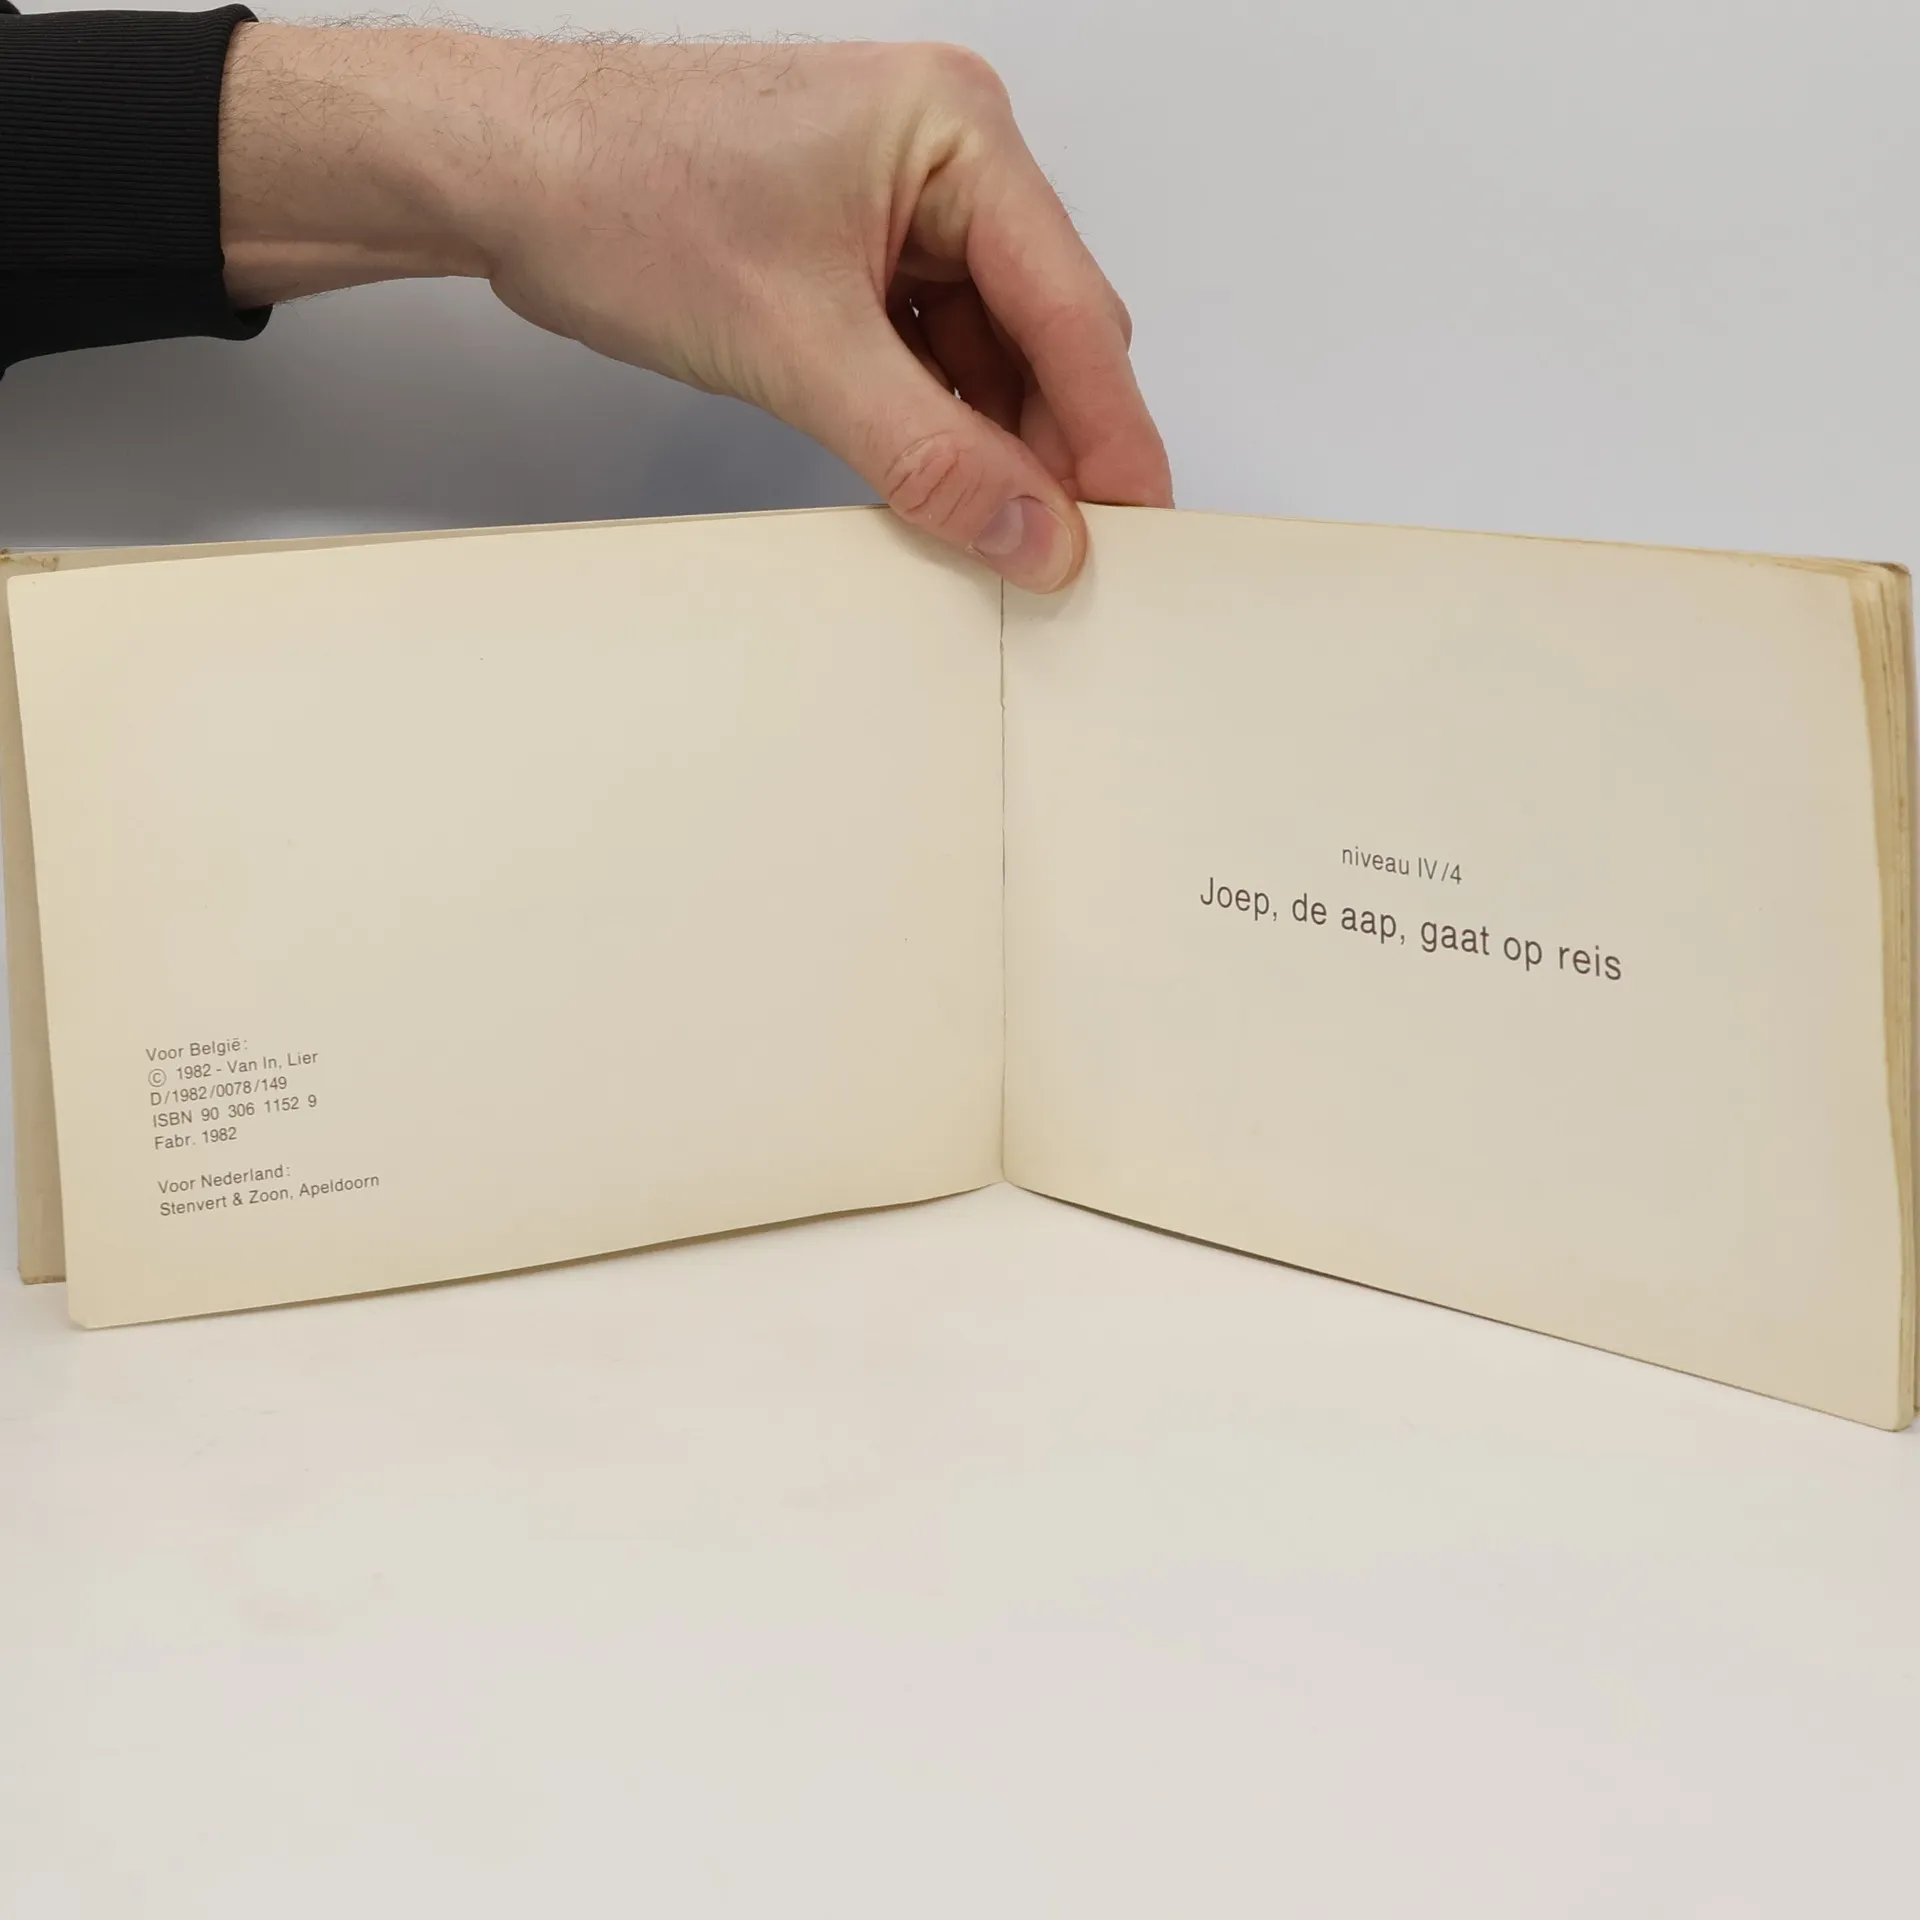 Voor België:
© 1982 - Van In, Lier
D/1982/0078/149
ISBN 90 306 1152 9
Fabr. 1982
Voor Nederland:
Stenvert & Zoon, Apeldoorn
niveau IV/4
Joep, de aap, gaat op reis